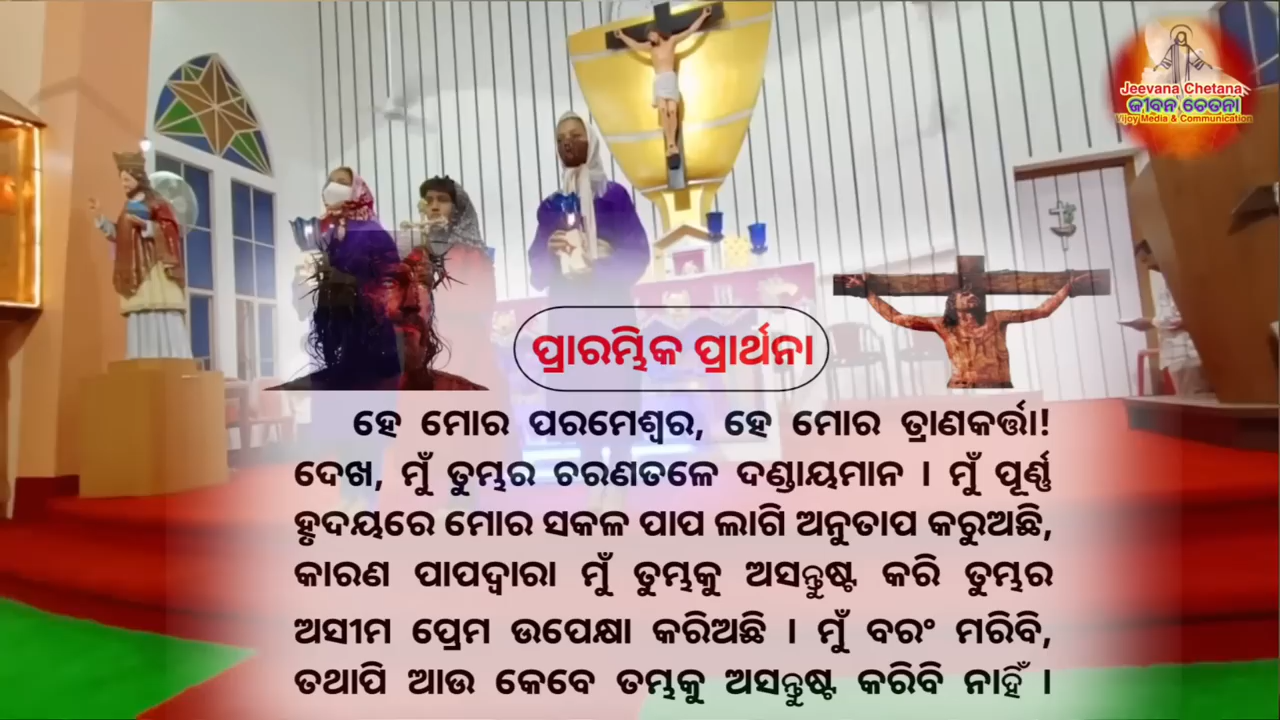 Jeevana Chetana
ଜୀବନ ଚେତନା
Vijoy Media & Communication
ପ୍ରାରମ୍ଭିକ ପ୍ରାର୍ଥନା
ହେ ମୋର ପରମେଶ୍ୱର, ହେ ମୋର ତ୍ରାଣକର୍ତ୍ତା!
ଦେଖ, ମୁଁ ତୁମ୍ଭର ଚରଣତଳେ ଦଣ୍ଡାୟମାନ । ମୁଁ ପୂର୍ଣ୍ଣ
ହୃଦୟରେ ମୋର ସକଳ ପାପ ଲାଗି ଅନୁତାପ କରୁଅଛି,
କାରଣ ପାପଦ୍ୱାରା ମୁଁ ତୁମ୍ଭକୁ ଅସନ୍ତୁଷ୍ଟ କରି ତୁମ୍ଭର
ଅସୀମ ପ୍ରେମ ଉପେକ୍ଷା କରିଅଛି । ମୁଁ ବରଂ ମରିବି,
ତଥାପି ଆଉ କେବେ ତମ୍ଭକୁ ଅସନ୍ତୁଷ୍ଟ କରିବି ନାହିଁ ।